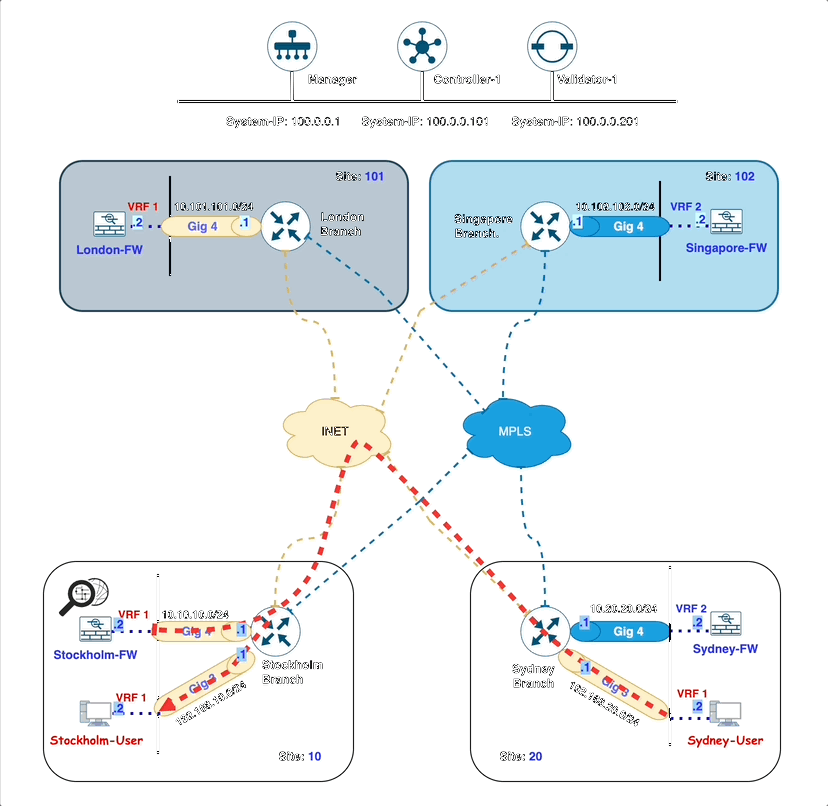 Manager
Controller-1
Validator-1
System-IP: 100.0.0.1
System-IP: 100.0.0.101
System-IP: 100.0.0.201
Site: 101
VRF 1
10.101.101.0/24
.2
Gig 4
.1
London-FW
London
Branch
Site: 102
Singapore
Branch.
10.102.102.0/24
VRF 2
.1
Gig 4
.2
Singapore-FW
INET
MPLS
VRF 1
10.10.10.0/24
.2
Gig 4
.1
Stockholm-FW
Stockholm
Branch
.1
Gig 3
192.168.10.0/24
VRF 1
.2
Stockholm-User
Site: 10
10.20.20.0/24
VRF 2
.1
Gig 4
.2
Sydney-FW
Sydney
Branch
.1
Gig 3
192.168.20.0/24
VRF 1
.2
Sydney-User
Site: 20